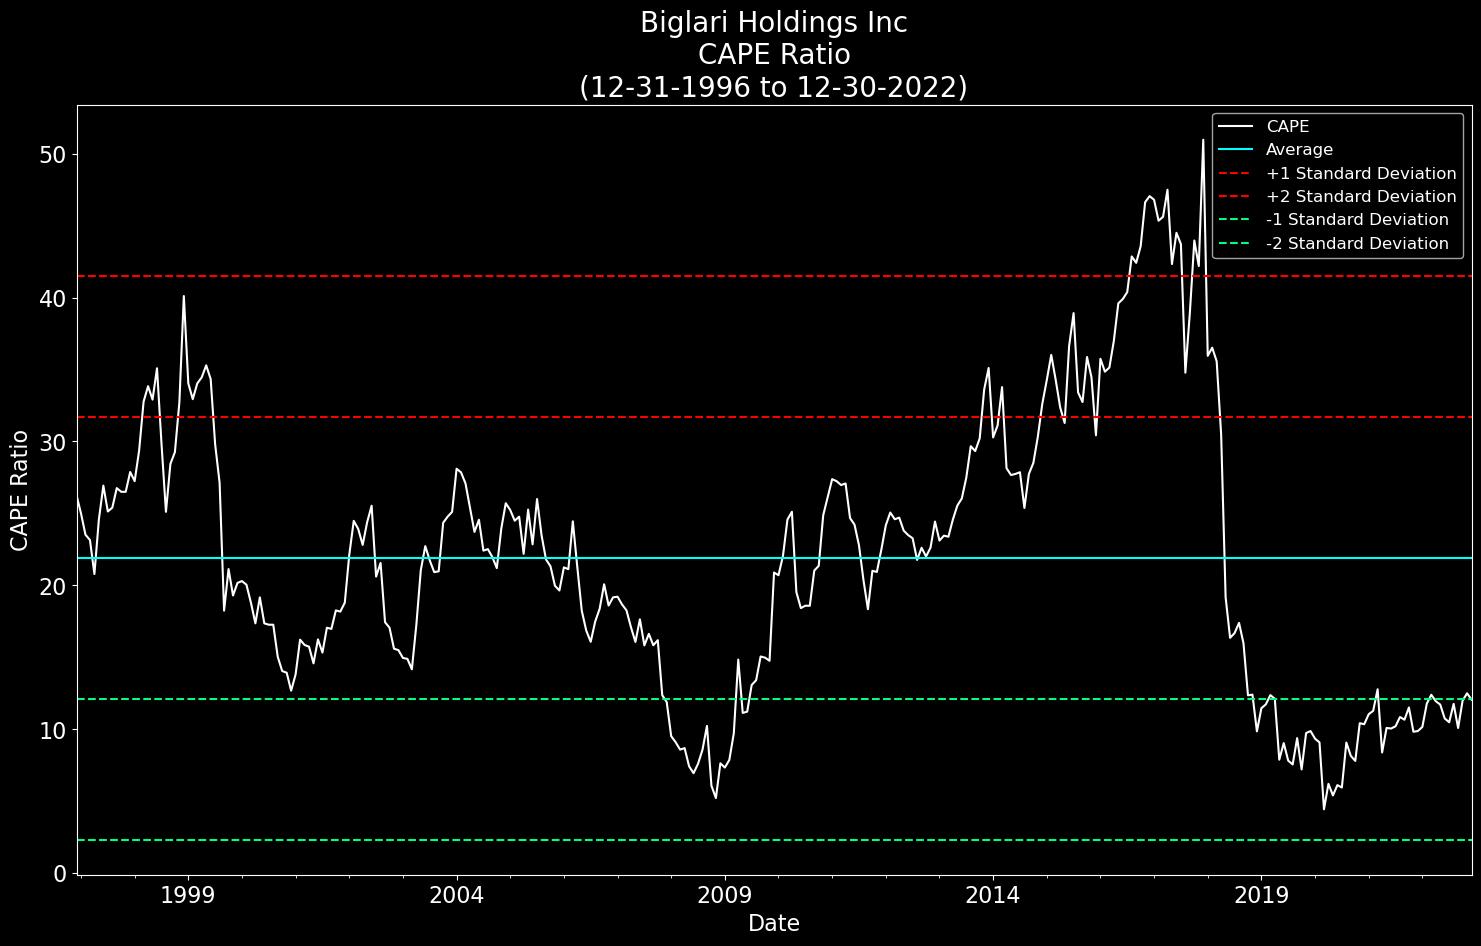 Biglari Holdings Inc
CAPE Ratio
(12-31-1996 to 12-30-2022)
CAPE
Average
+1 Standard Deviation
+2 Standard Deviation
-1 Standard Deviation
-2 Standard Deviation
CAPE Ratio
50
40
30
20
10
0
1999 2004 2009 2014 2019
Date